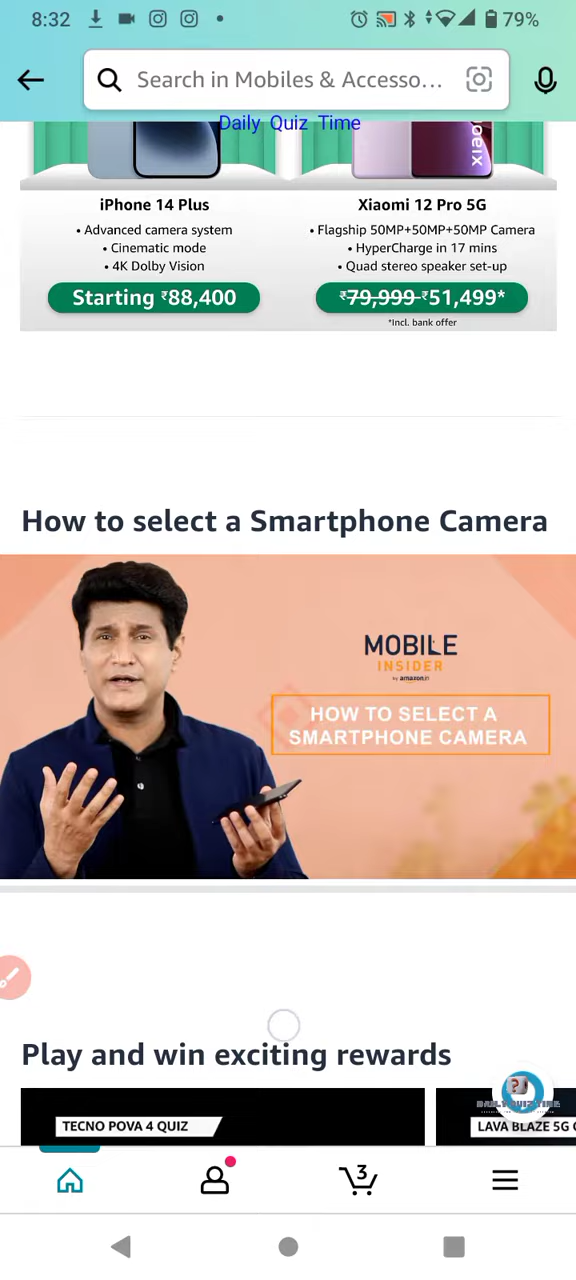 8:32
79%
Search in Mobiles & Accesso...
Daily Quiz Time
iPhone 14 Plus
• Advanced camera system
• Cinematic mode
• 4K Dolby Vision
Starting ₹88,400
Xiaomi 12 Pro 5G
• Flagship 50MP+50MP+50MP Camera
• HyperCharge in 17 mins
• Quad stereo speaker set-up
₹79,999 ₹51,499*
*Incl. bank offer
How to select a Smartphone Camera
MOBILE
INSIDER
by amazon.in
HOW TO SELECT A
SMARTPHONE CAMERA
Play and win exciting rewards
TECNO POVA 4 QUIZ
LAVA BLAZE 5G
DAILY QUIZ TIME
3